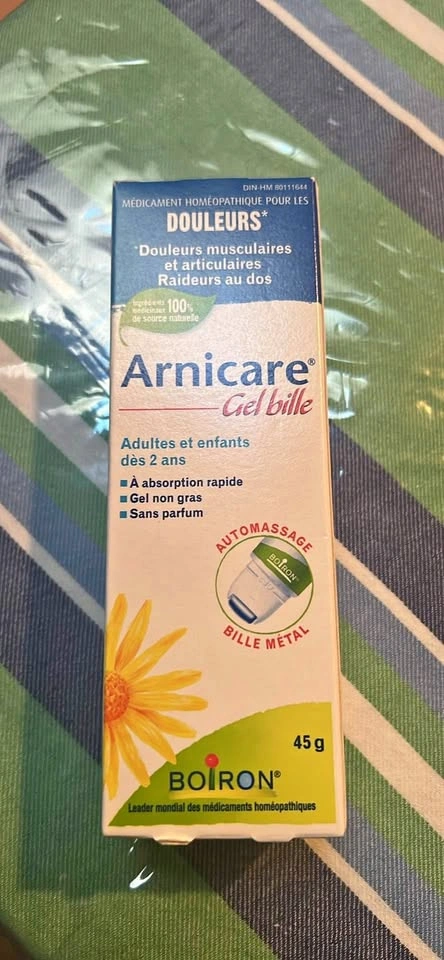 DIN-HM 80111644
MÉDICAMENT HOMÉOPATHIQUE POUR LES
DOULEURS*
*Douleurs musculaires
et articulaires
Raideurs au dos
Ingrédients
médicinaux 100%
de source naturelle
Arnicare®
Gel bille
Adultes et enfants
dès 2 ans
À absorption rapide
Gel non gras
Sans parfum
AUTOMASSAGE
BOIRON
BILLE MÉTAL
45 g
BOIRON®
Leader mondial des médicaments homéopathiques